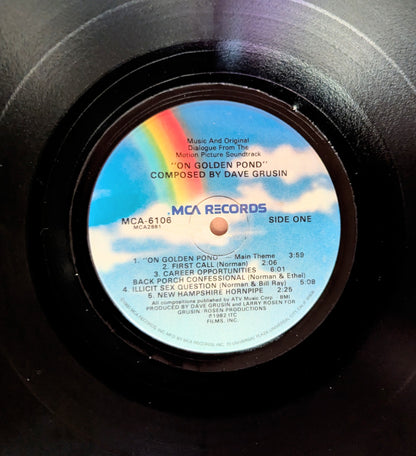 Music And Original
Dialogue From The
Motion Picture Soundtrack
"ON GOLDEN POND"
COMPOSED BY DAVE GRUSIN
MCA RECORDS
MCA-6106
MCA2881
SIDE ONE
1. "ON GOLDEN POND" — Main Theme 3:59
2. FIRST CALL (Norman) 2:06
3. CAREER OPPORTUNITIES 6:01
BACK PORCH CONFESSIONAL (Norman & Ethel)
4. ILLICIT SEX QUESTION (Norman & Bill Ray) 5:08
6. NEW HAMPSHIRE HORNPIPE 2:25
All compositions published by ATV Music Corp. BMI
PRODUCED BY DAVE GRUSIN and LARRY ROSEN FOR
GRUSIN/ROSEN PRODUCTIONS
℗1982 ITC
FILMS, INC.